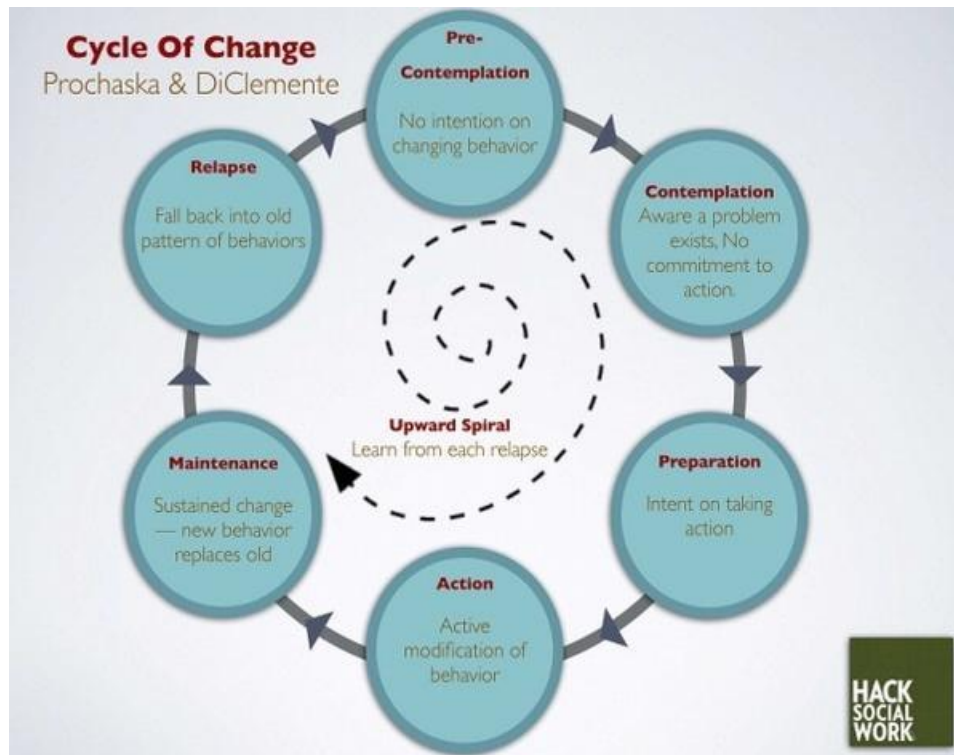 Cycle Of Change
Prochaska & DiClemente
Pre-
Contemplation
No intention on
changing behavior
Contemplation
Aware a problem
exists, No
commitment to
action.
Preparation
Intent on taking
action
Action
Active
modification of
behavior
Maintenance
Sustained change
— new behavior
replaces old
Relapse
Fall back into old
pattern of behaviors
Upward Spiral
Learn from each relapse
HACK
SOCIAL
WORK